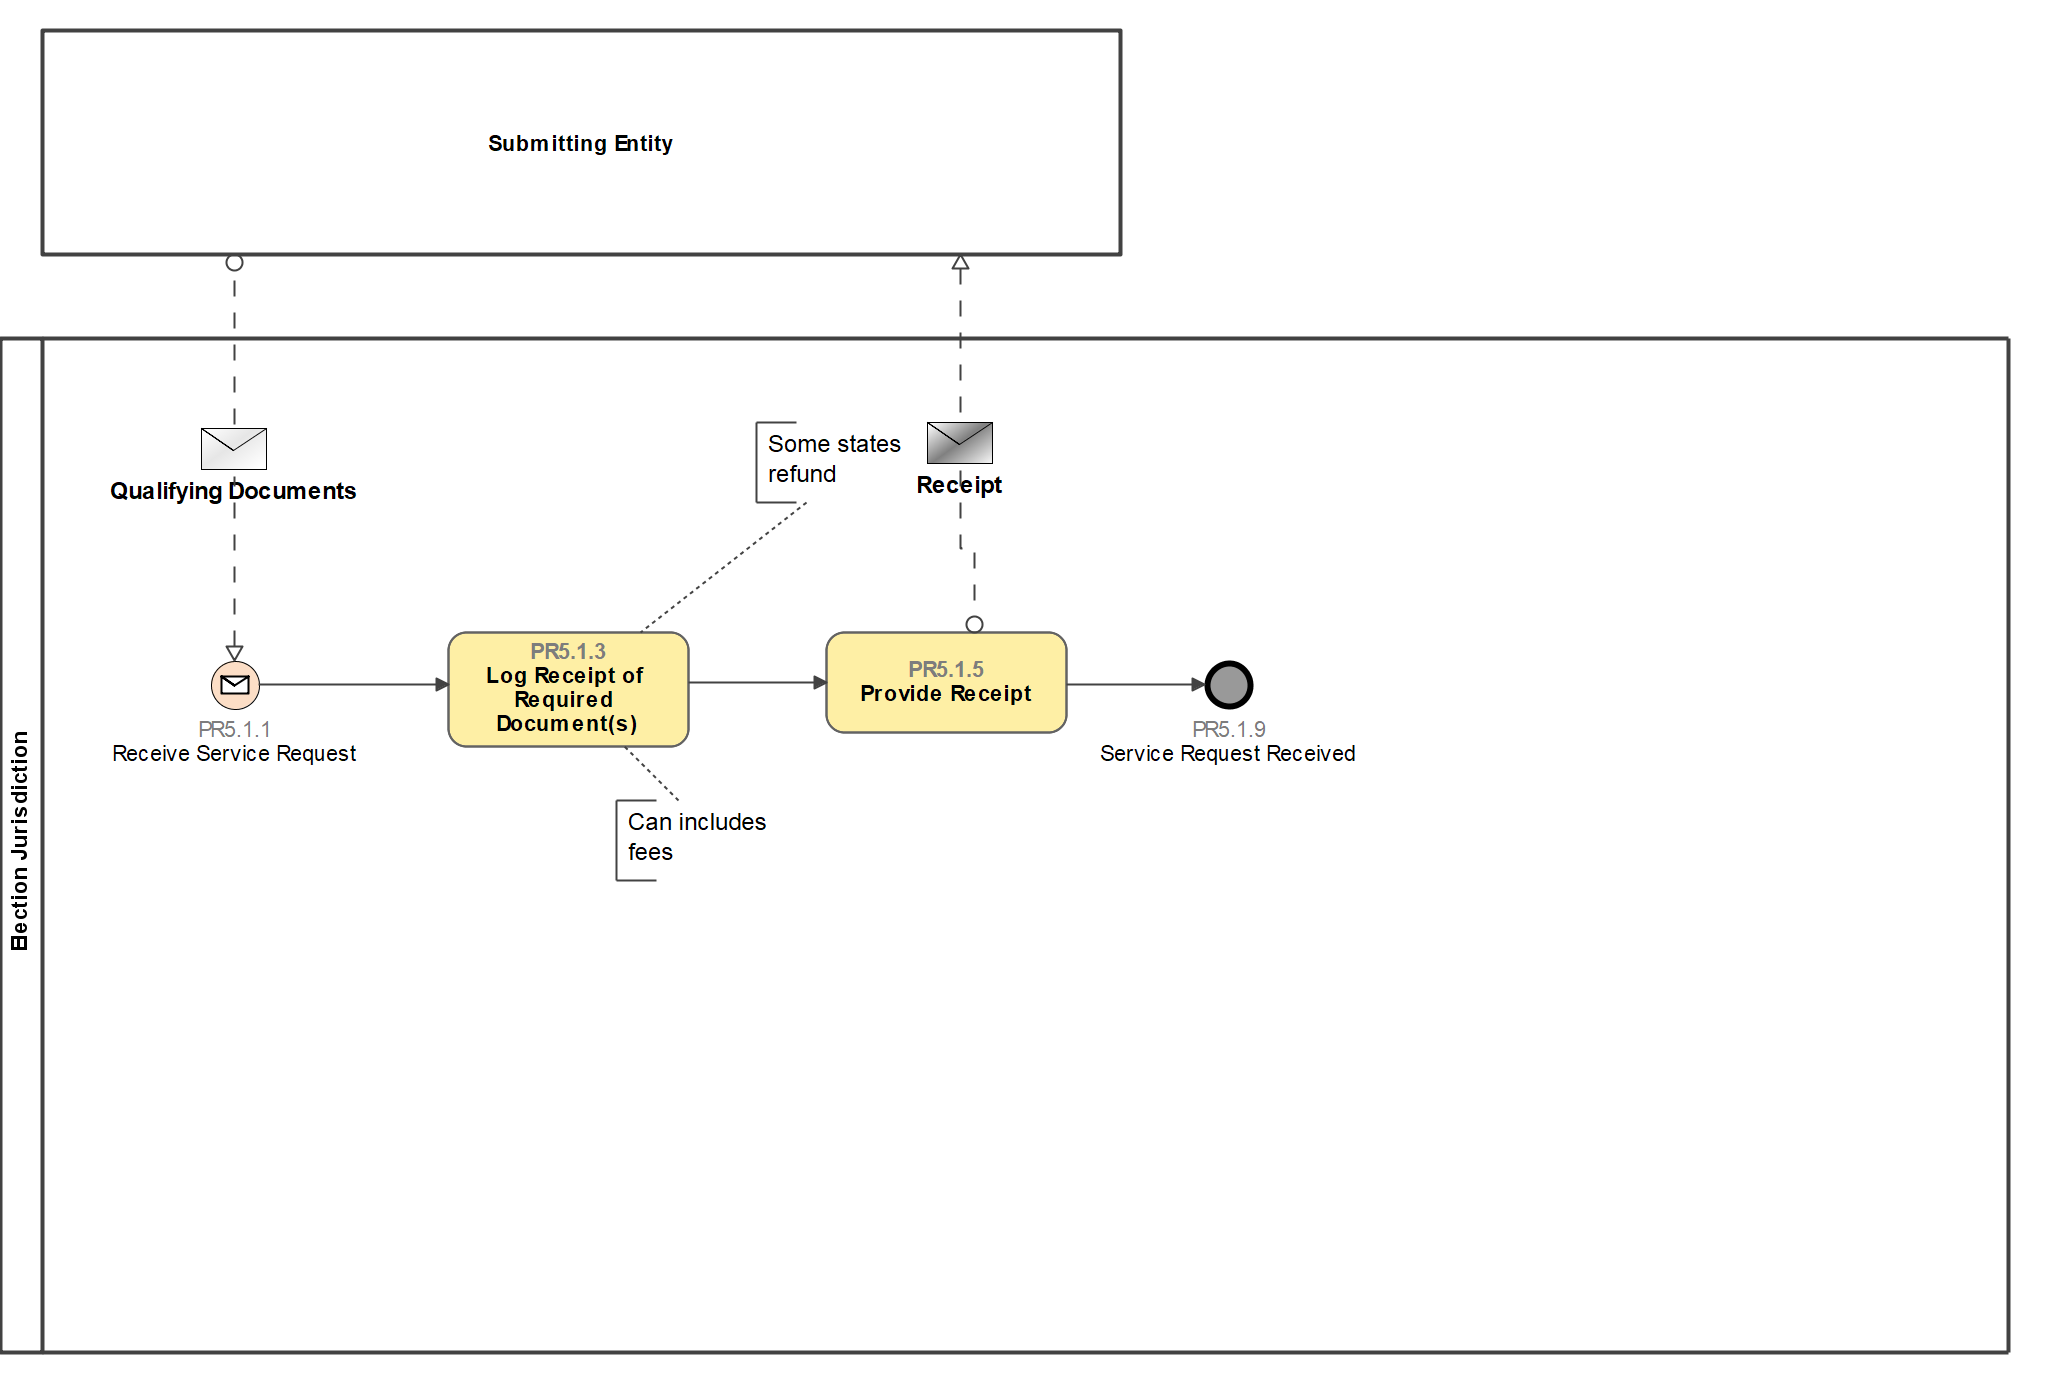 Submitting Entity
Election Jurisdiction
Qualifying Documents
Some states
refund
Receipt
PR5.1.1
Receive Service Request
PR5.1.3
Log Receipt of
Required
Document(s)
PR5.1.5
Provide Receipt
PR5.1.9
Service Request Received
Can includes
fees